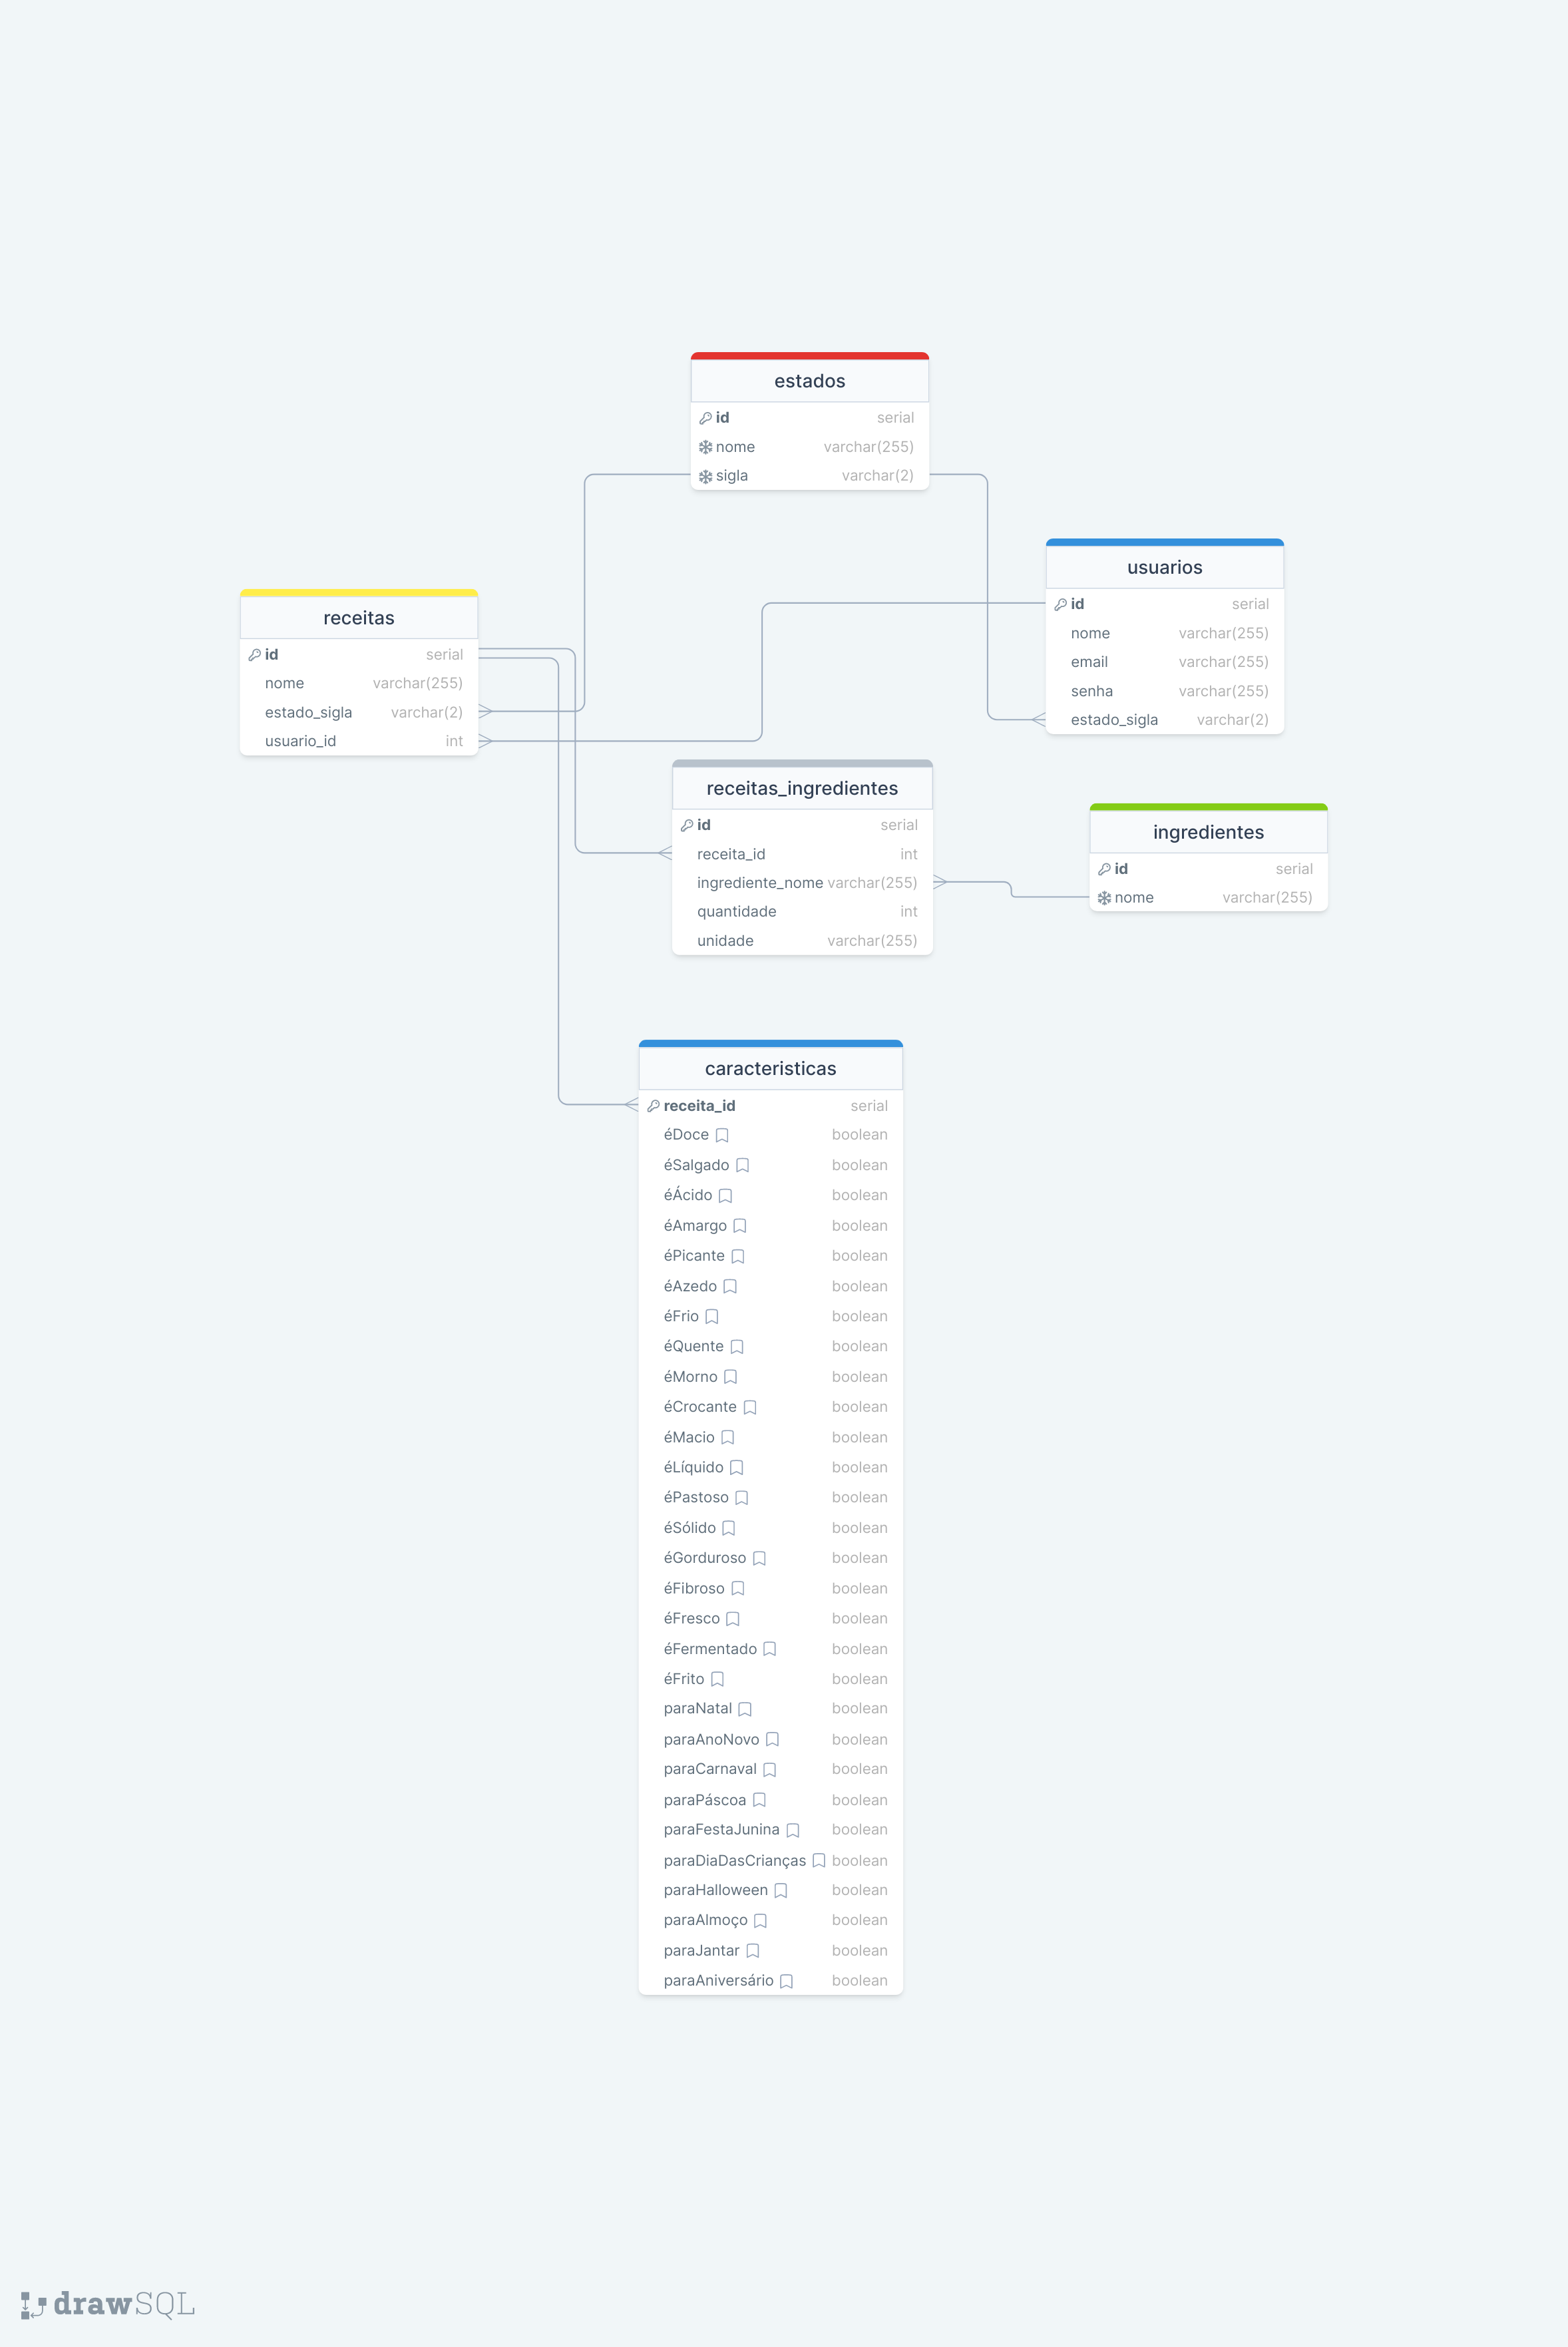 estados
id serial
nome varchar(255)
sigla varchar(2)
usuarios
id serial
nome varchar(255)
email varchar(255)
senha varchar(255)
estado_sigla varchar(2)
receitas
id serial
nome varchar(255)
estado_sigla varchar(2)
usuario_id int
receitas_ingredientes
id serial
receita_id int
ingrediente_nome varchar(255)
quantidade int
unidade varchar(255)
ingredientes
id serial
nome varchar(255)
caracteristicas
receita_id serial
éDoce boolean
éSalgado boolean
éÁcido boolean
éAmargo boolean
éPicante boolean
éAzedo boolean
éFrio boolean
éQuente boolean
éMorno boolean
éCrocante boolean
éMacio boolean
éLíquido boolean
éPastoso boolean
éSólido boolean
éGorduroso boolean
éFibroso boolean
éFresco boolean
éFermentado boolean
éFrito boolean
paraNatal boolean
paraAnoNovo boolean
paraCarnaval boolean
paraPáscoa boolean
paraFestaJunina boolean
paraDiaDasCrianças boolean
paraHalloween boolean
paraAlmoço boolean
paraJantar boolean
paraAniversário boolean
drawSQL